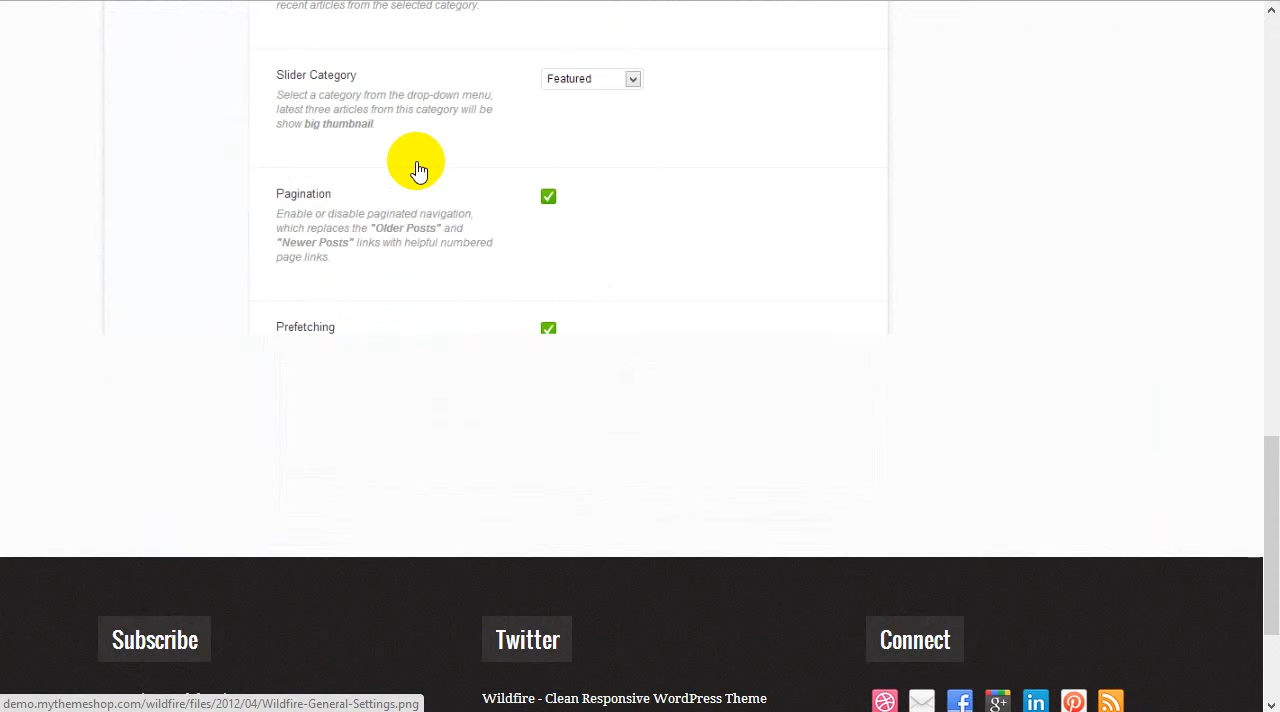 recent articles from the selected category.
Slider Category
Featured
Select a category from the drop-down menu,
latest three articles from this category will be
show big thumbnail.
Pagination
Enable or disable paginated navigation,
which replaces the "Older Posts" and
"Newer Posts" links with helpful numbered
page links.
Prefetching
Subscribe
Twitter
Connect
Wildfire - Clean Responsive WordPress Theme
demo.mythemeshop.com/wildfire/files/2012/04/Wildfire-General-Settings.png